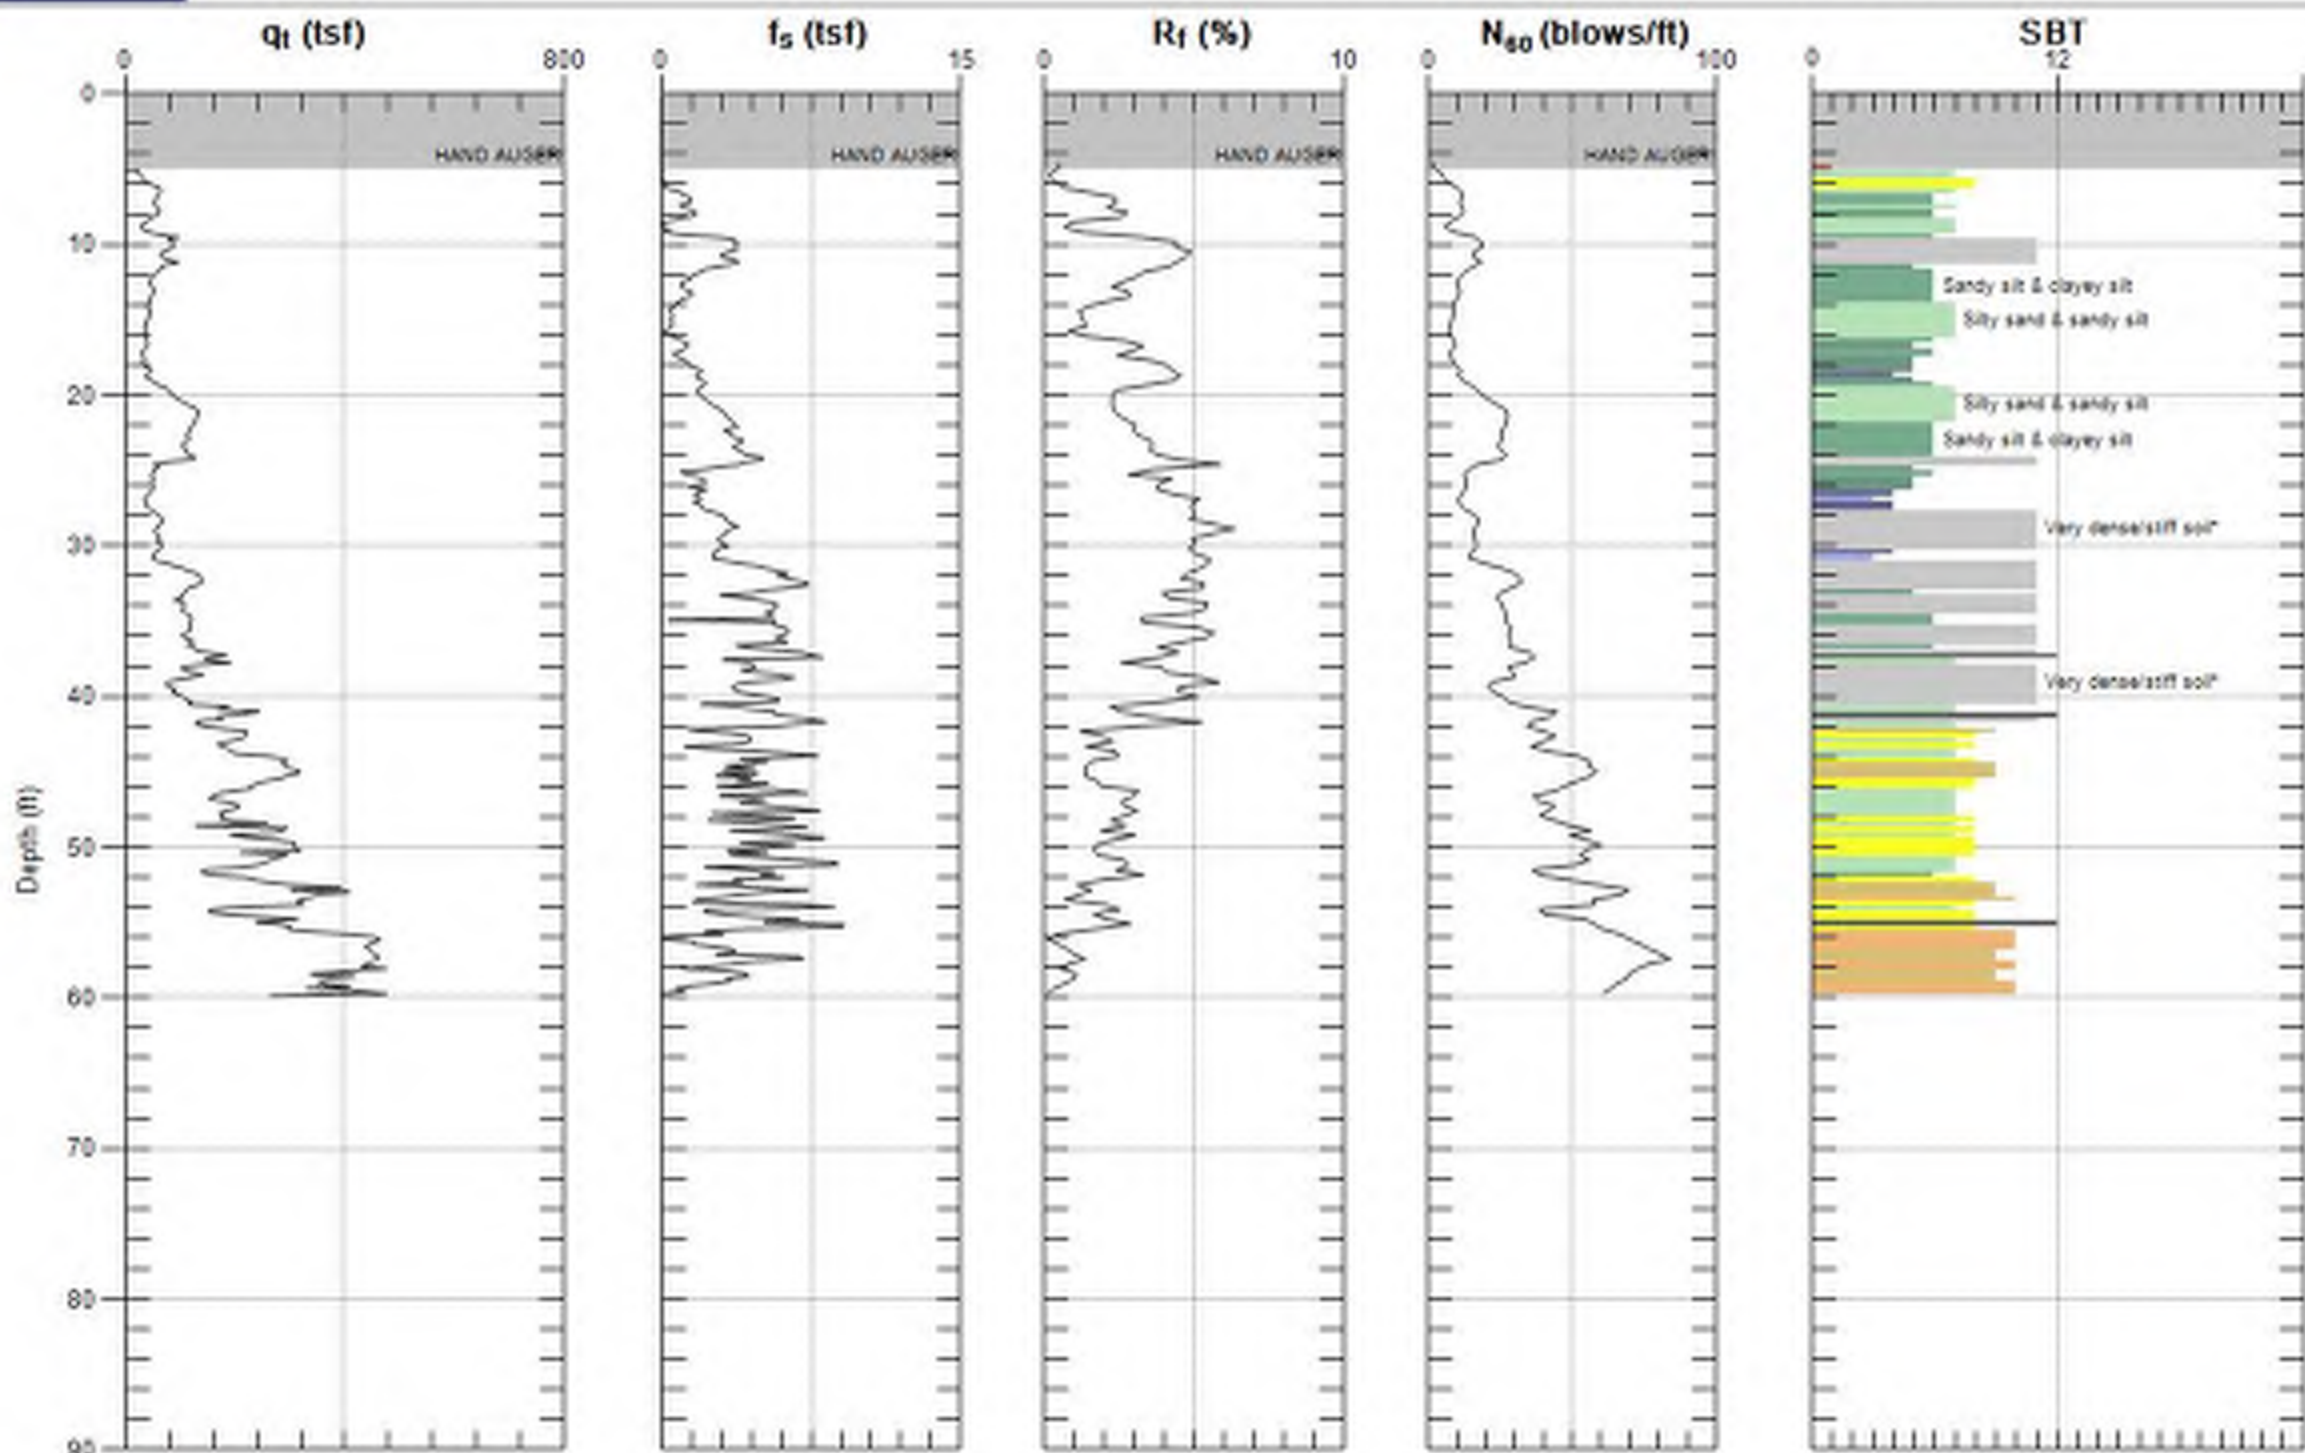 qt (tsf) fs (tsf) Rf (%) N60 (blows/ft) SBT
0 800 0 15 0 10 0 100 0 12
0
HAND AUGER HAND AUGER HAND AUGER HAND AUGER
10
Sandy silt & clayey silt
Silty sand & sandy silt
20
Silty sand & sandy silt
Sandy silt & clayey silt
Very dense/stiff soil*
30
Very dense/stiff soil*
40
Depth (ft)
50
60
70
80
90